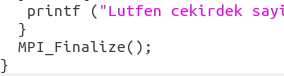 printf ("Lutfen cekirdek sayi
}
MPI_Finalize();
}